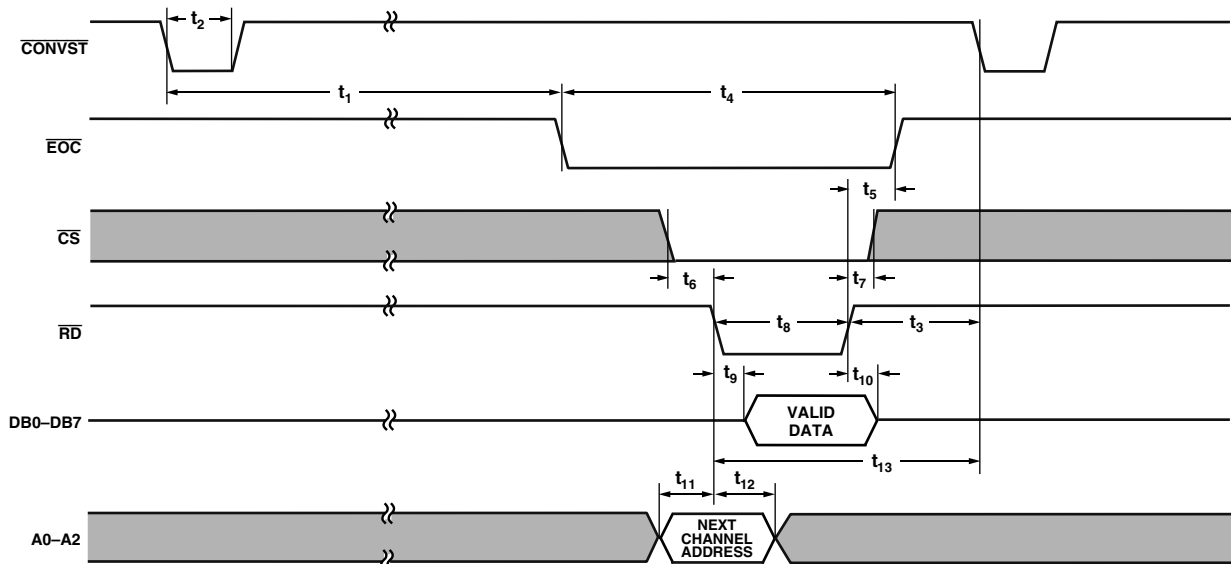 t2
CONVST
t1
t4
EOC
t5
CS
t6
t7
RD
t8
t3
t9
t10
DB0–DB7
VALID
DATA
t13
t11
t12
A0–A2
NEXT
CHANNEL
ADDRESS